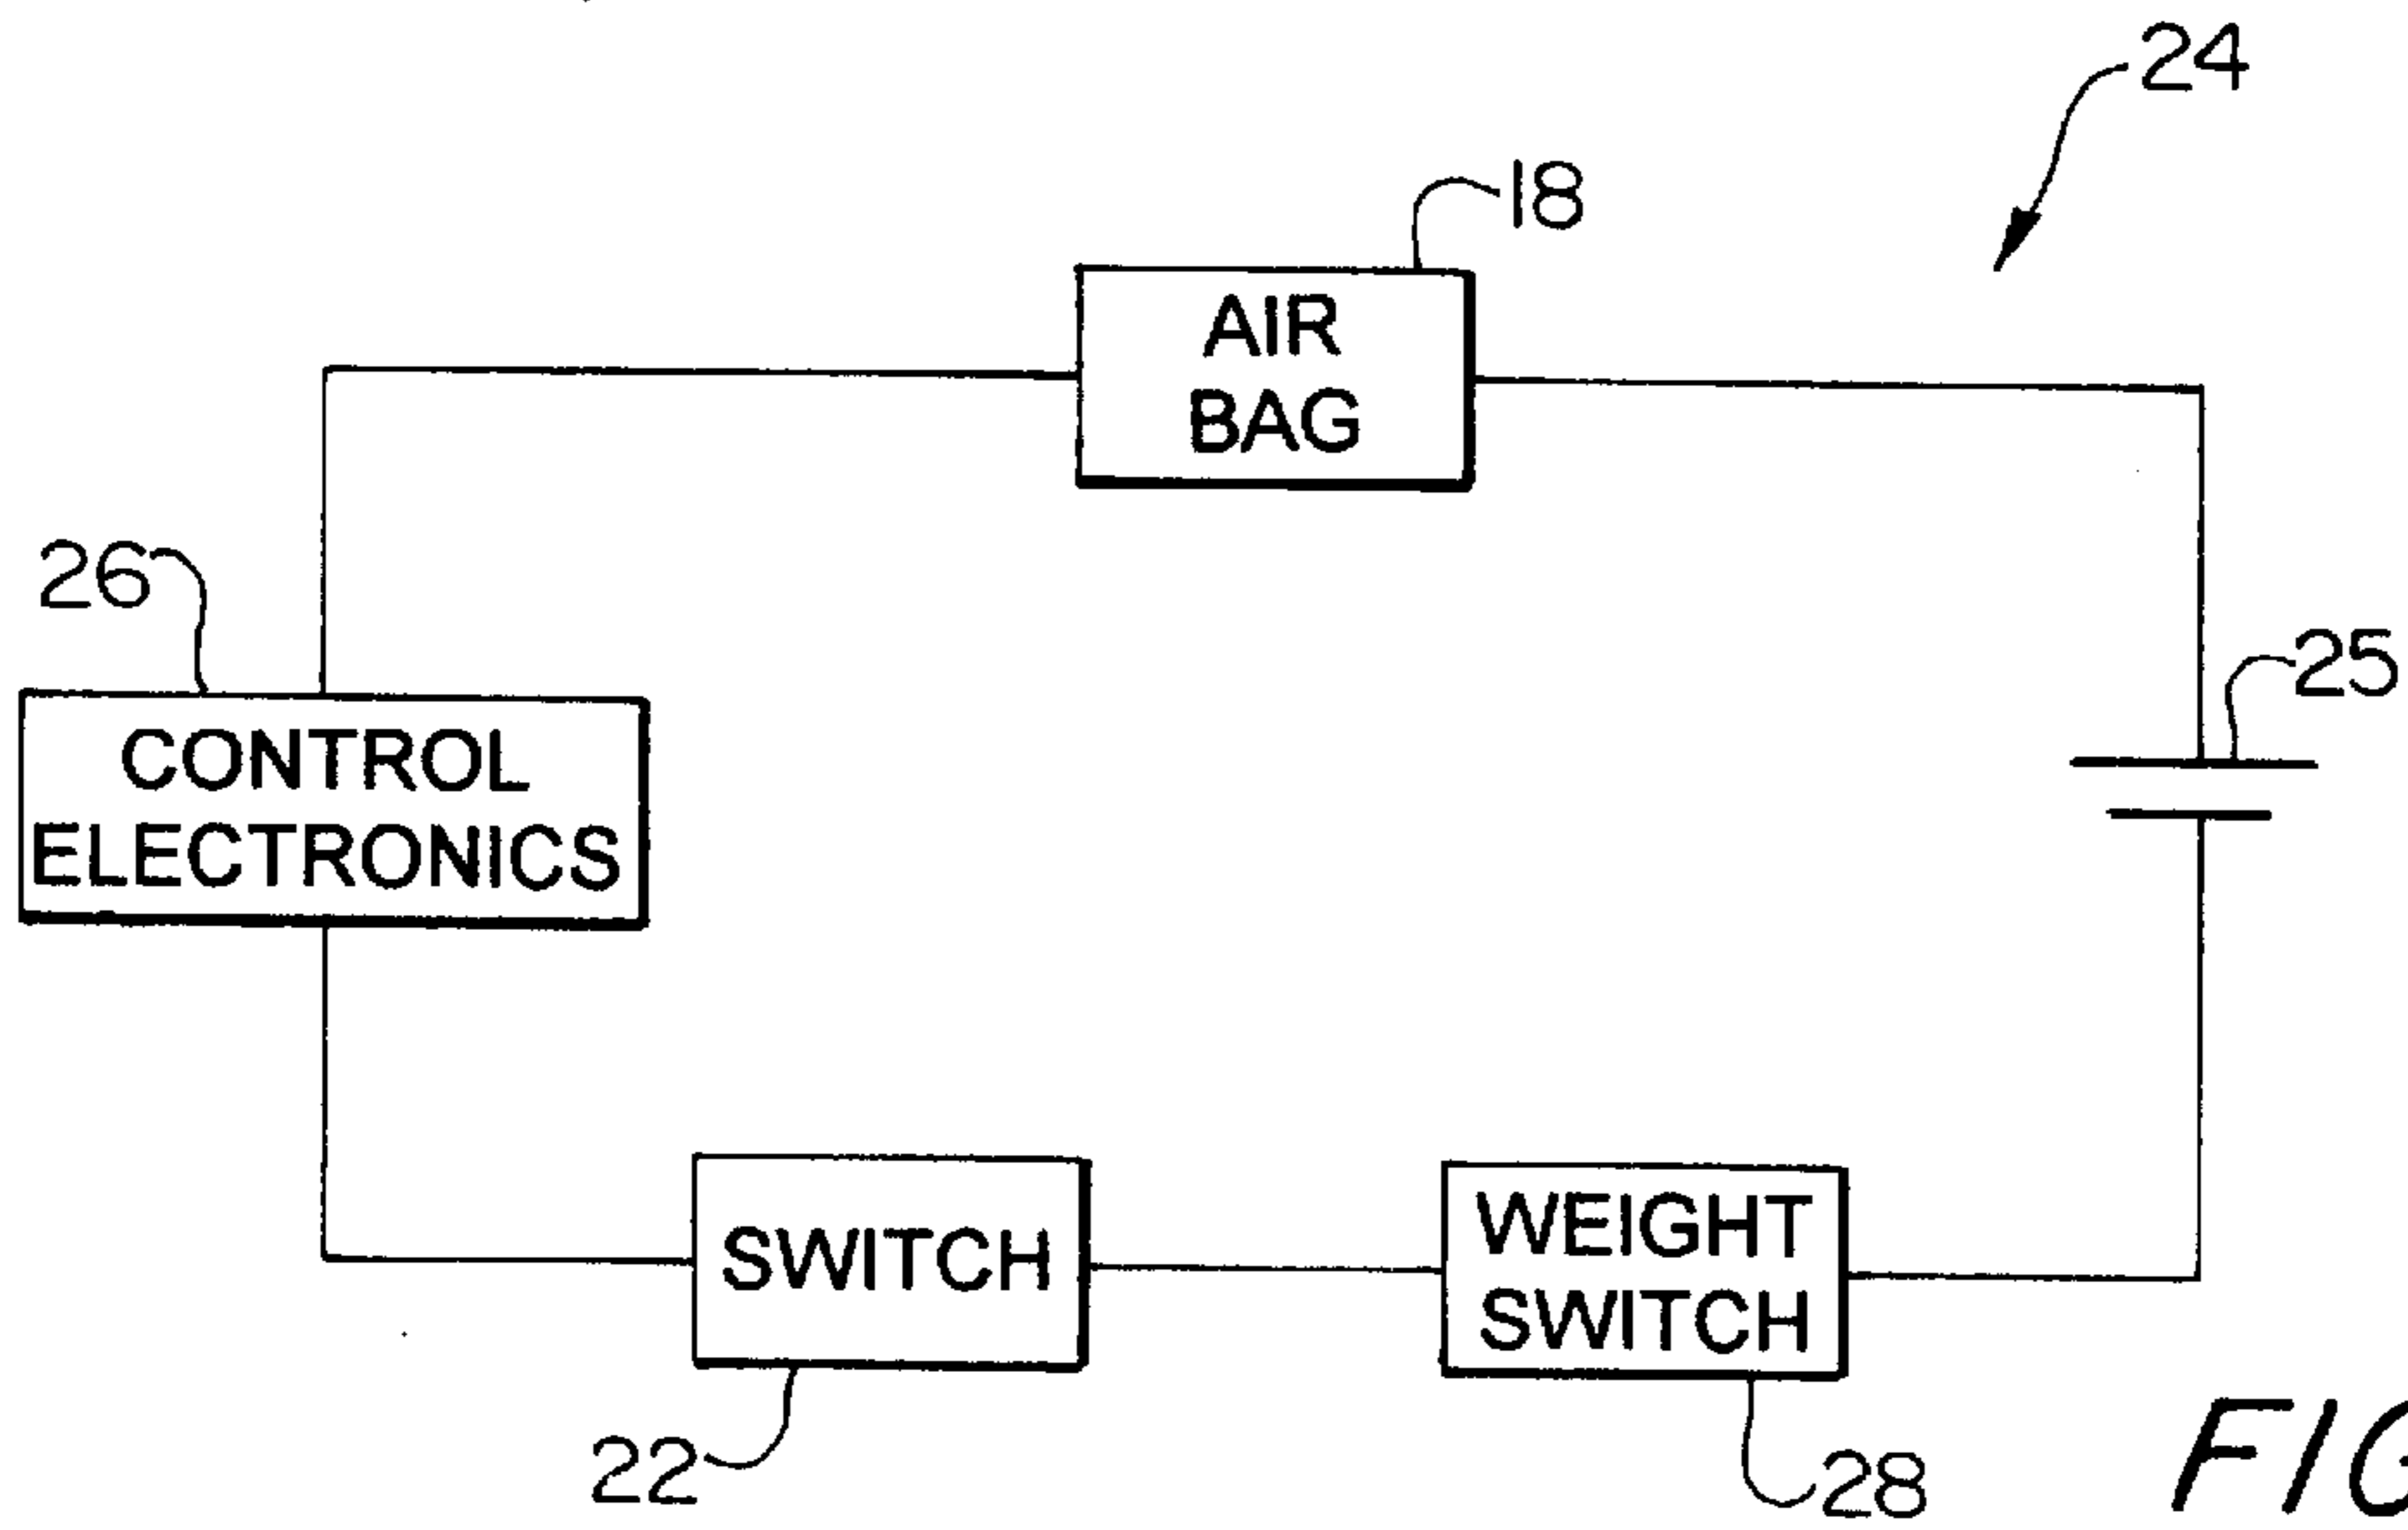 24
18
AIR
BAG
26
25
CONTROL
ELECTRONICS
SWITCH
WEIGHT
SWITCH
22
28